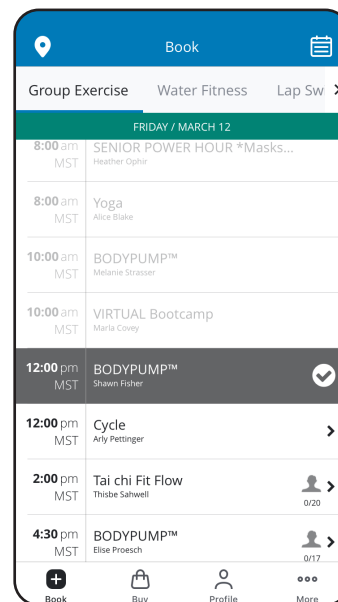 Book
Group Exercise Water Fitness Lap Sw
FRIDAY / MARCH 12
8:00 am SENIOR POWER HOUR *Masks...
MST Heather Ophir
8:00 am Yoga
MST Alice Blake
10:00 am BODYPUMP™
MST Melanie Strasser
10:00 am VIRTUAL Bootcamp
MST Marla Covey
12:00 pm BODYPUMP™
MST Shawn Fisher
12:00 pm Cycle
MST Arly Pettinger
2:00 pm Tai chi Fit Flow
MST Thisbe Sahwell 0/20
4:30 pm BODYPUMP™
MST Elise Proesch 0/17
Book Buy Profile More